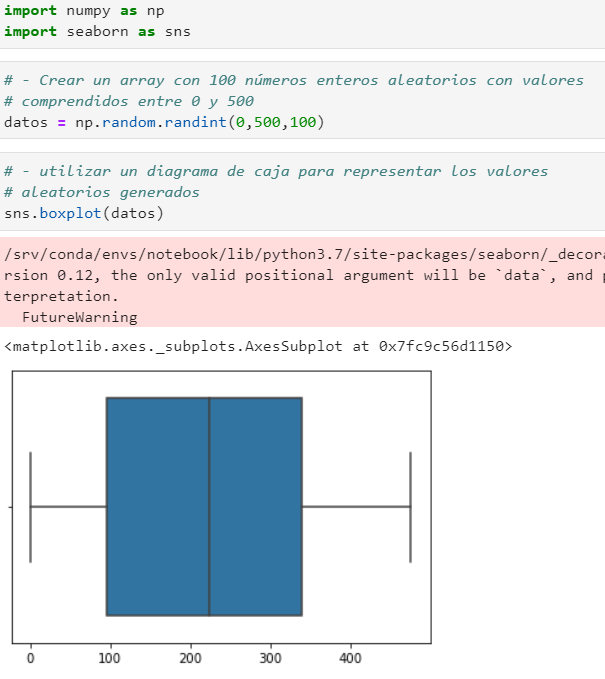 import numpy as np
import seaborn as sns
# - Crear un array con 100 números enteros aleatorios con valores
# comprendidos entre 0 y 500
datos = np.random.randint(0,500,100)
# - utilizar un diagrama de caja para representar los valores
# aleatorios generados
sns.boxplot(datos)
/srv/conda/envs/notebook/lib/python3.7/site-packages/seaborn/_decora
rsion 0.12, the only valid positional argument will be `data`, and p
terpretation.
FutureWarning
<matplotlib.axes._subplots.AxesSubplot at 0x7fc9c56d1150>
0 100 200 300 400